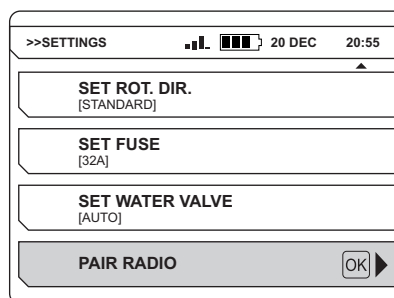 >>SETTINGS 20 DEC 20:55
SET ROT. DIR.
[STANDARD]
SET FUSE
[32A]
SET WATER VALVE
[AUTO]
PAIR RADIO OK